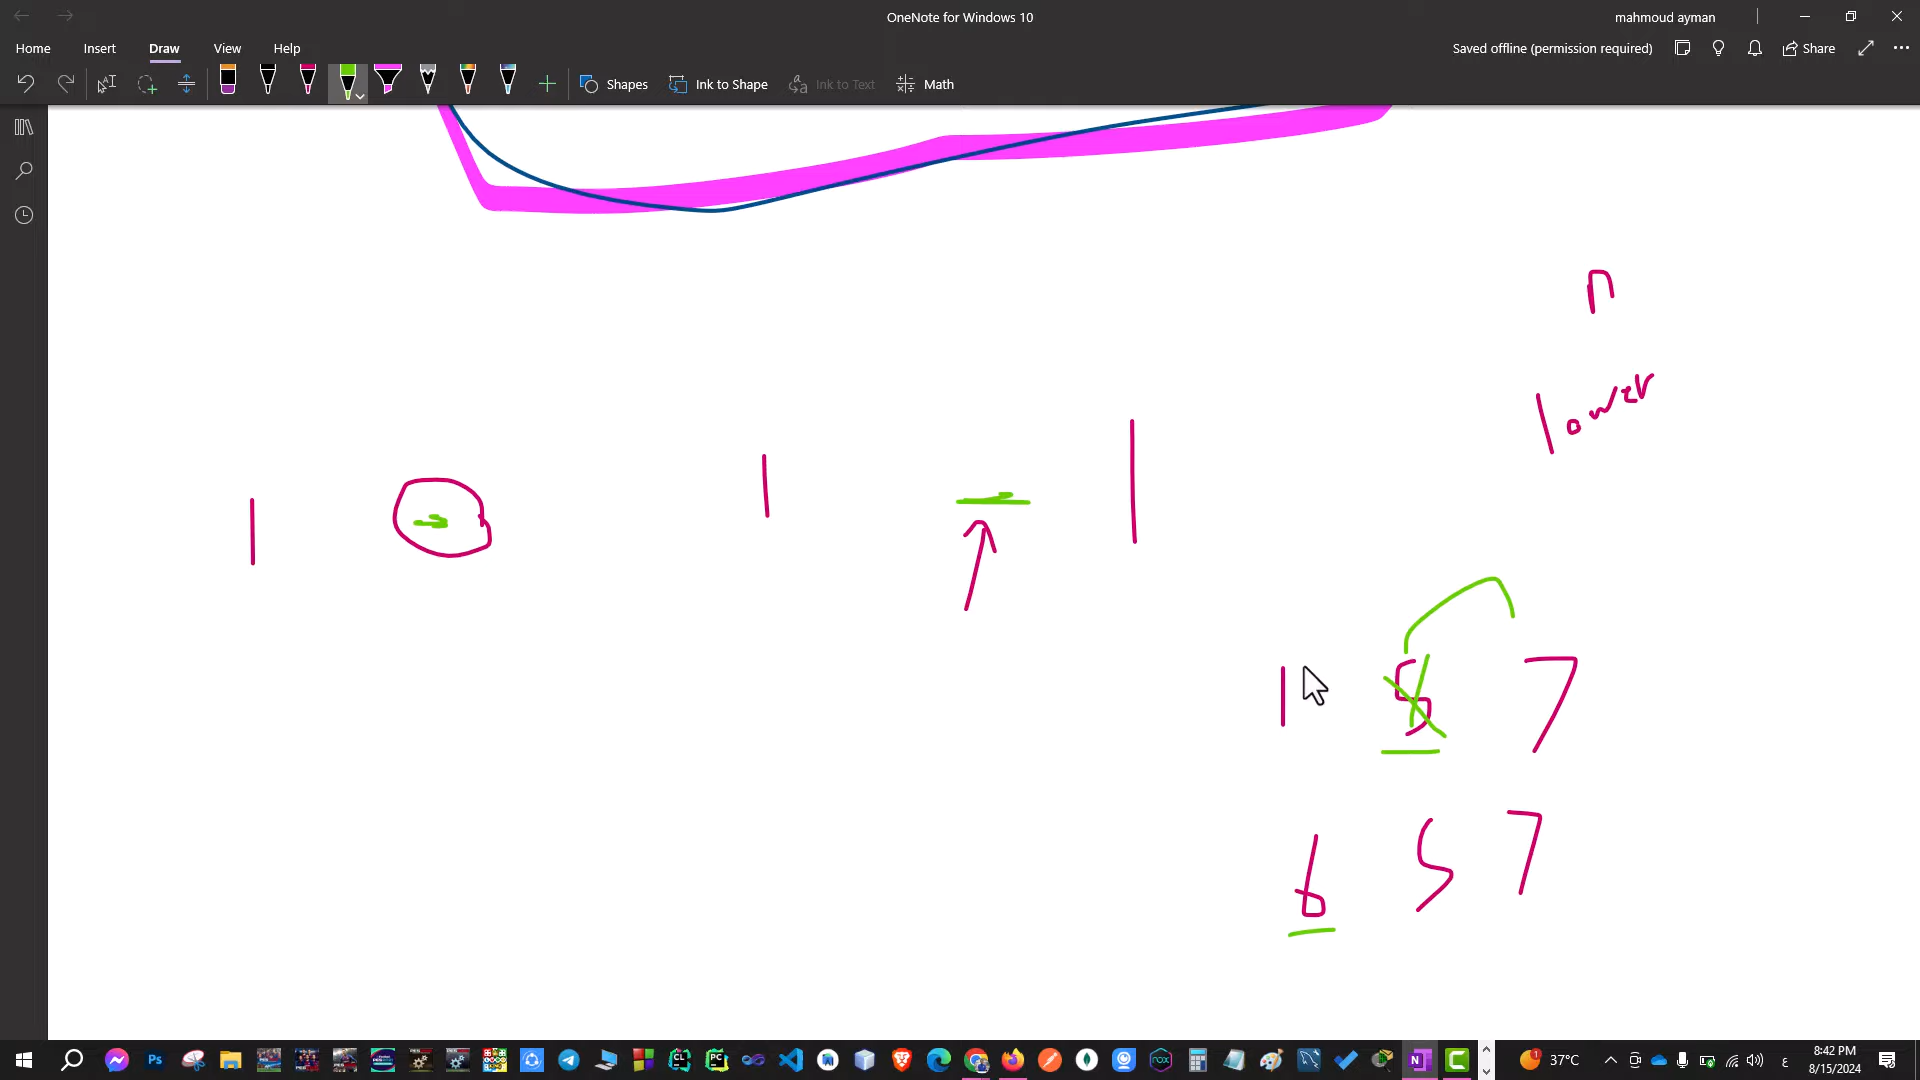 OneNote for Windows 10
mahmoud ayman
Home Insert Draw View Help
Saved offline (permission required)
Share
Shapes
Ink to Shape
Ink to Text
Math
n
lower
1 5 7
6 5 7
37°C
ع
8:42 PM
8/15/2024